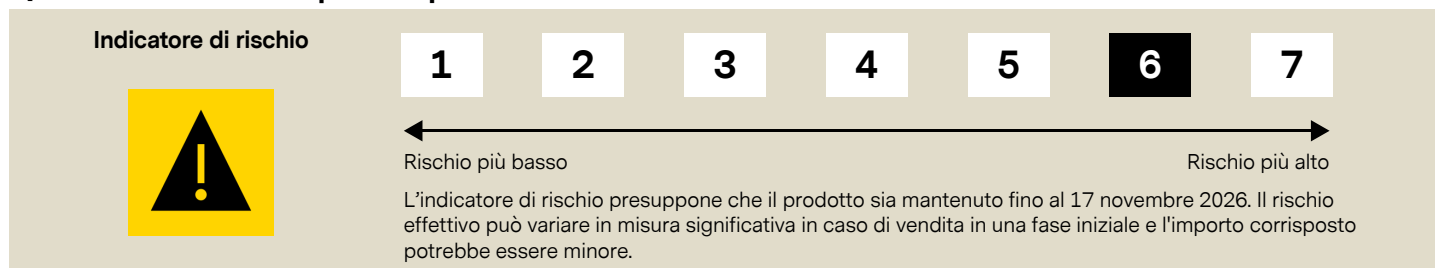 Indicatore di rischio
1 2 3 4 5 6 7
Rischio più basso
Rischio più alto
L'indicatore di rischio presuppone che il prodotto sia mantenuto fino al 17 novembre 2026. Il rischio
effettivo può variare in misura significativa in caso di vendita in una fase iniziale e l'importo corrisposto
potrebbe essere minore.